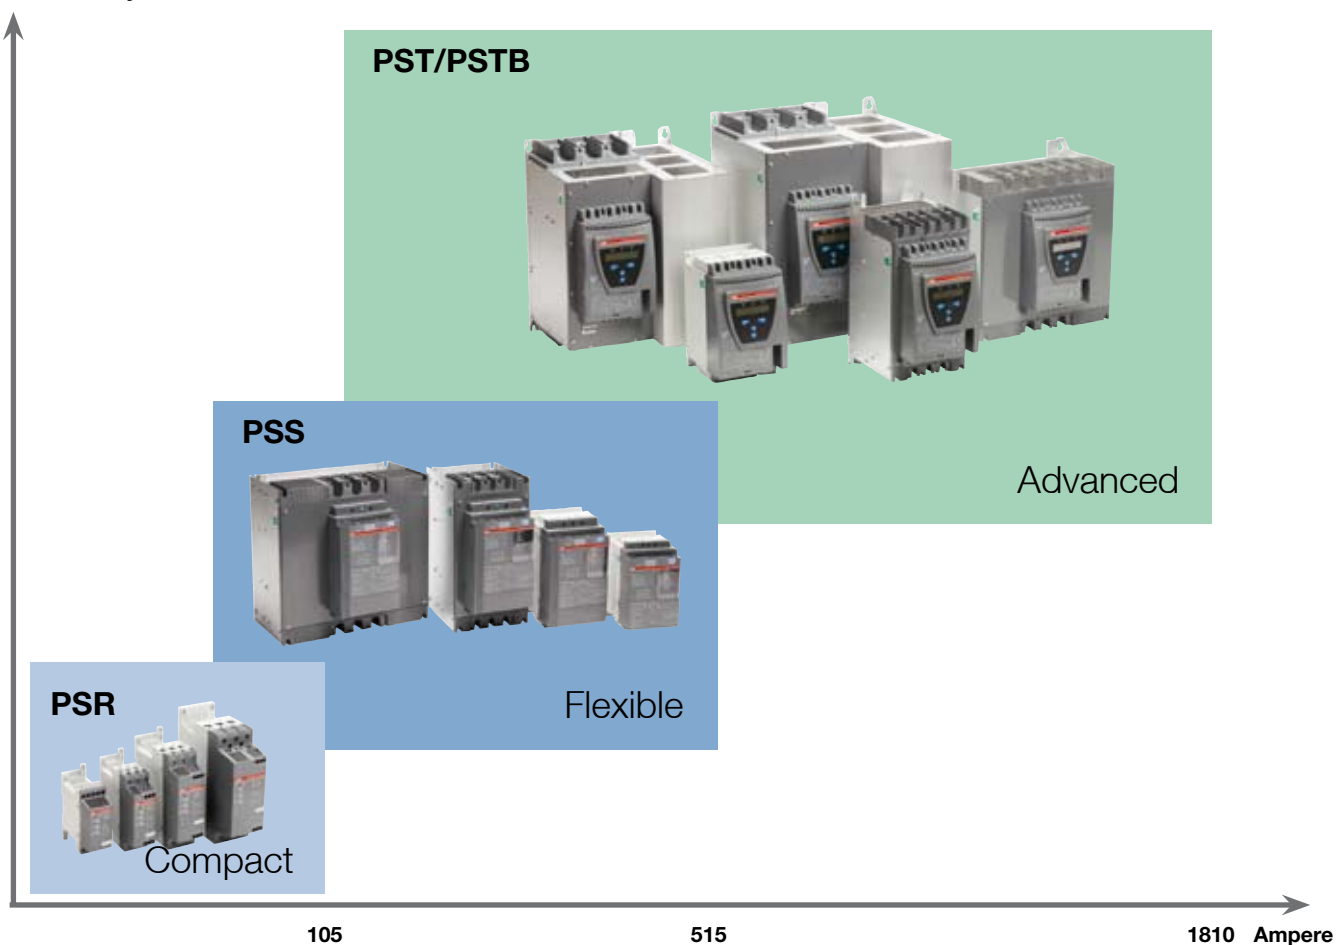 PST/PSTB
Advanced
PSS
Flexible
PSR
Compact
105 515 1810 Ampere